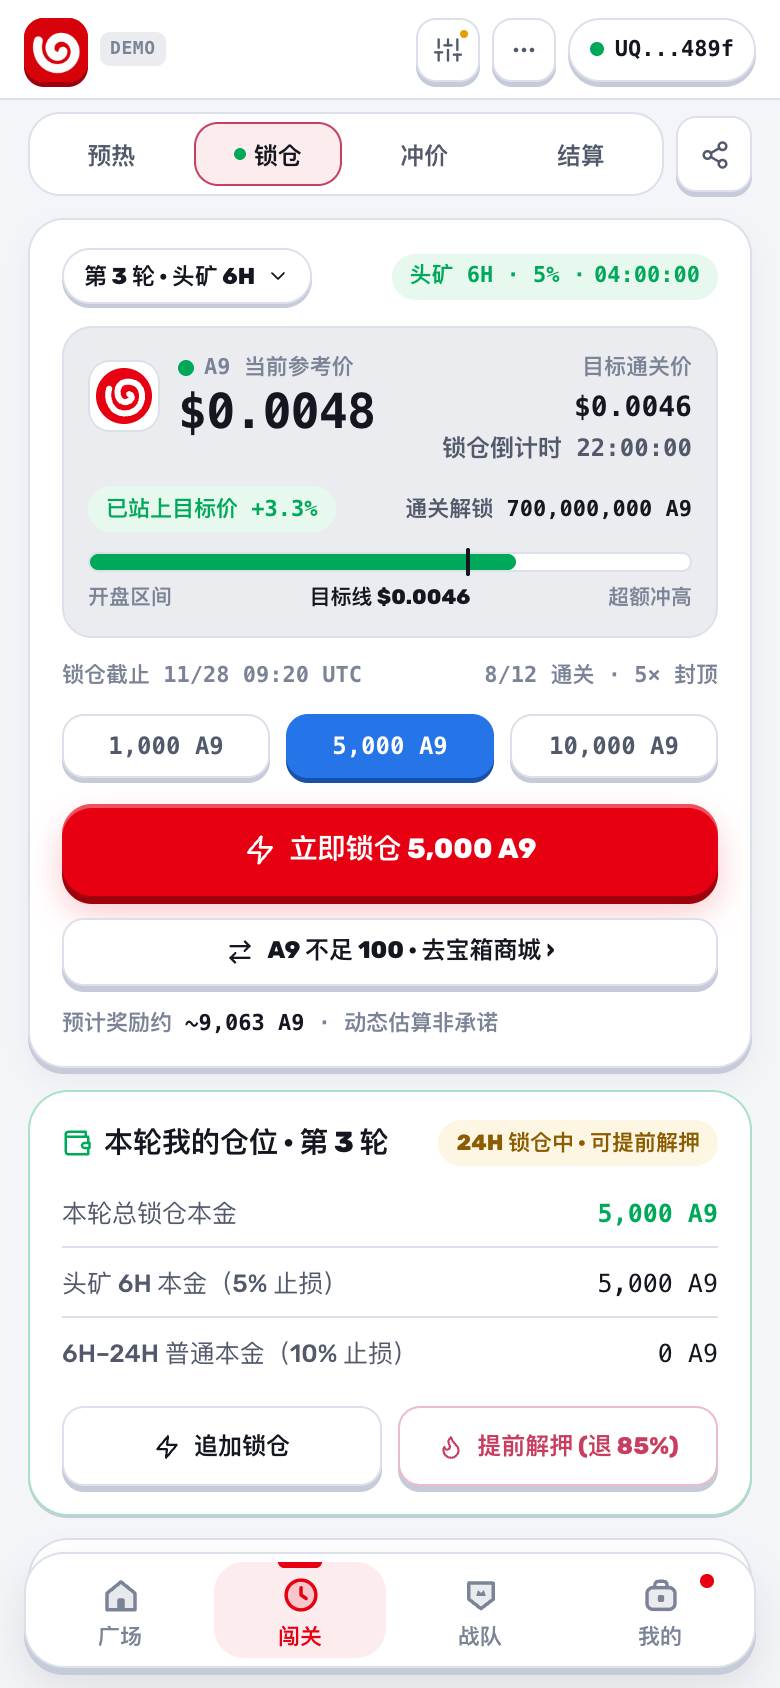 DEMO
UQ...489f
预热 锁仓 冲价 结算
第 3 轮 • 头矿 6H
头矿 6H · 5% · 04:00:00
A9 当前参考价
$0.0048
目标通关价
$0.0046
锁仓倒计时 22:00:00
已站上目标价 +3.3%
通关解锁 700,000,000 A9
开盘区间 目标线 $0.0046 超额冲高
锁仓截止 11/28 09:20 UTC
8/12 通关 · 5× 封顶
1,000 A9 5,000 A9 10,000 A9
立即锁仓 5,000 A9
A9 不足 100 • 去宝箱商城 ›
预计奖励约 ~9,063 A9 · 动态估算非承诺
本轮我的仓位 • 第 3 轮
24H 锁仓中 • 可提前解押
本轮总锁仓本金 5,000 A9
头矿 6H 本金（5% 止损） 5,000 A9
6H–24H 普通本金（10% 止损） 0 A9
追加锁仓 提前解押 (退 85%)
广场 闯关 战队 我的